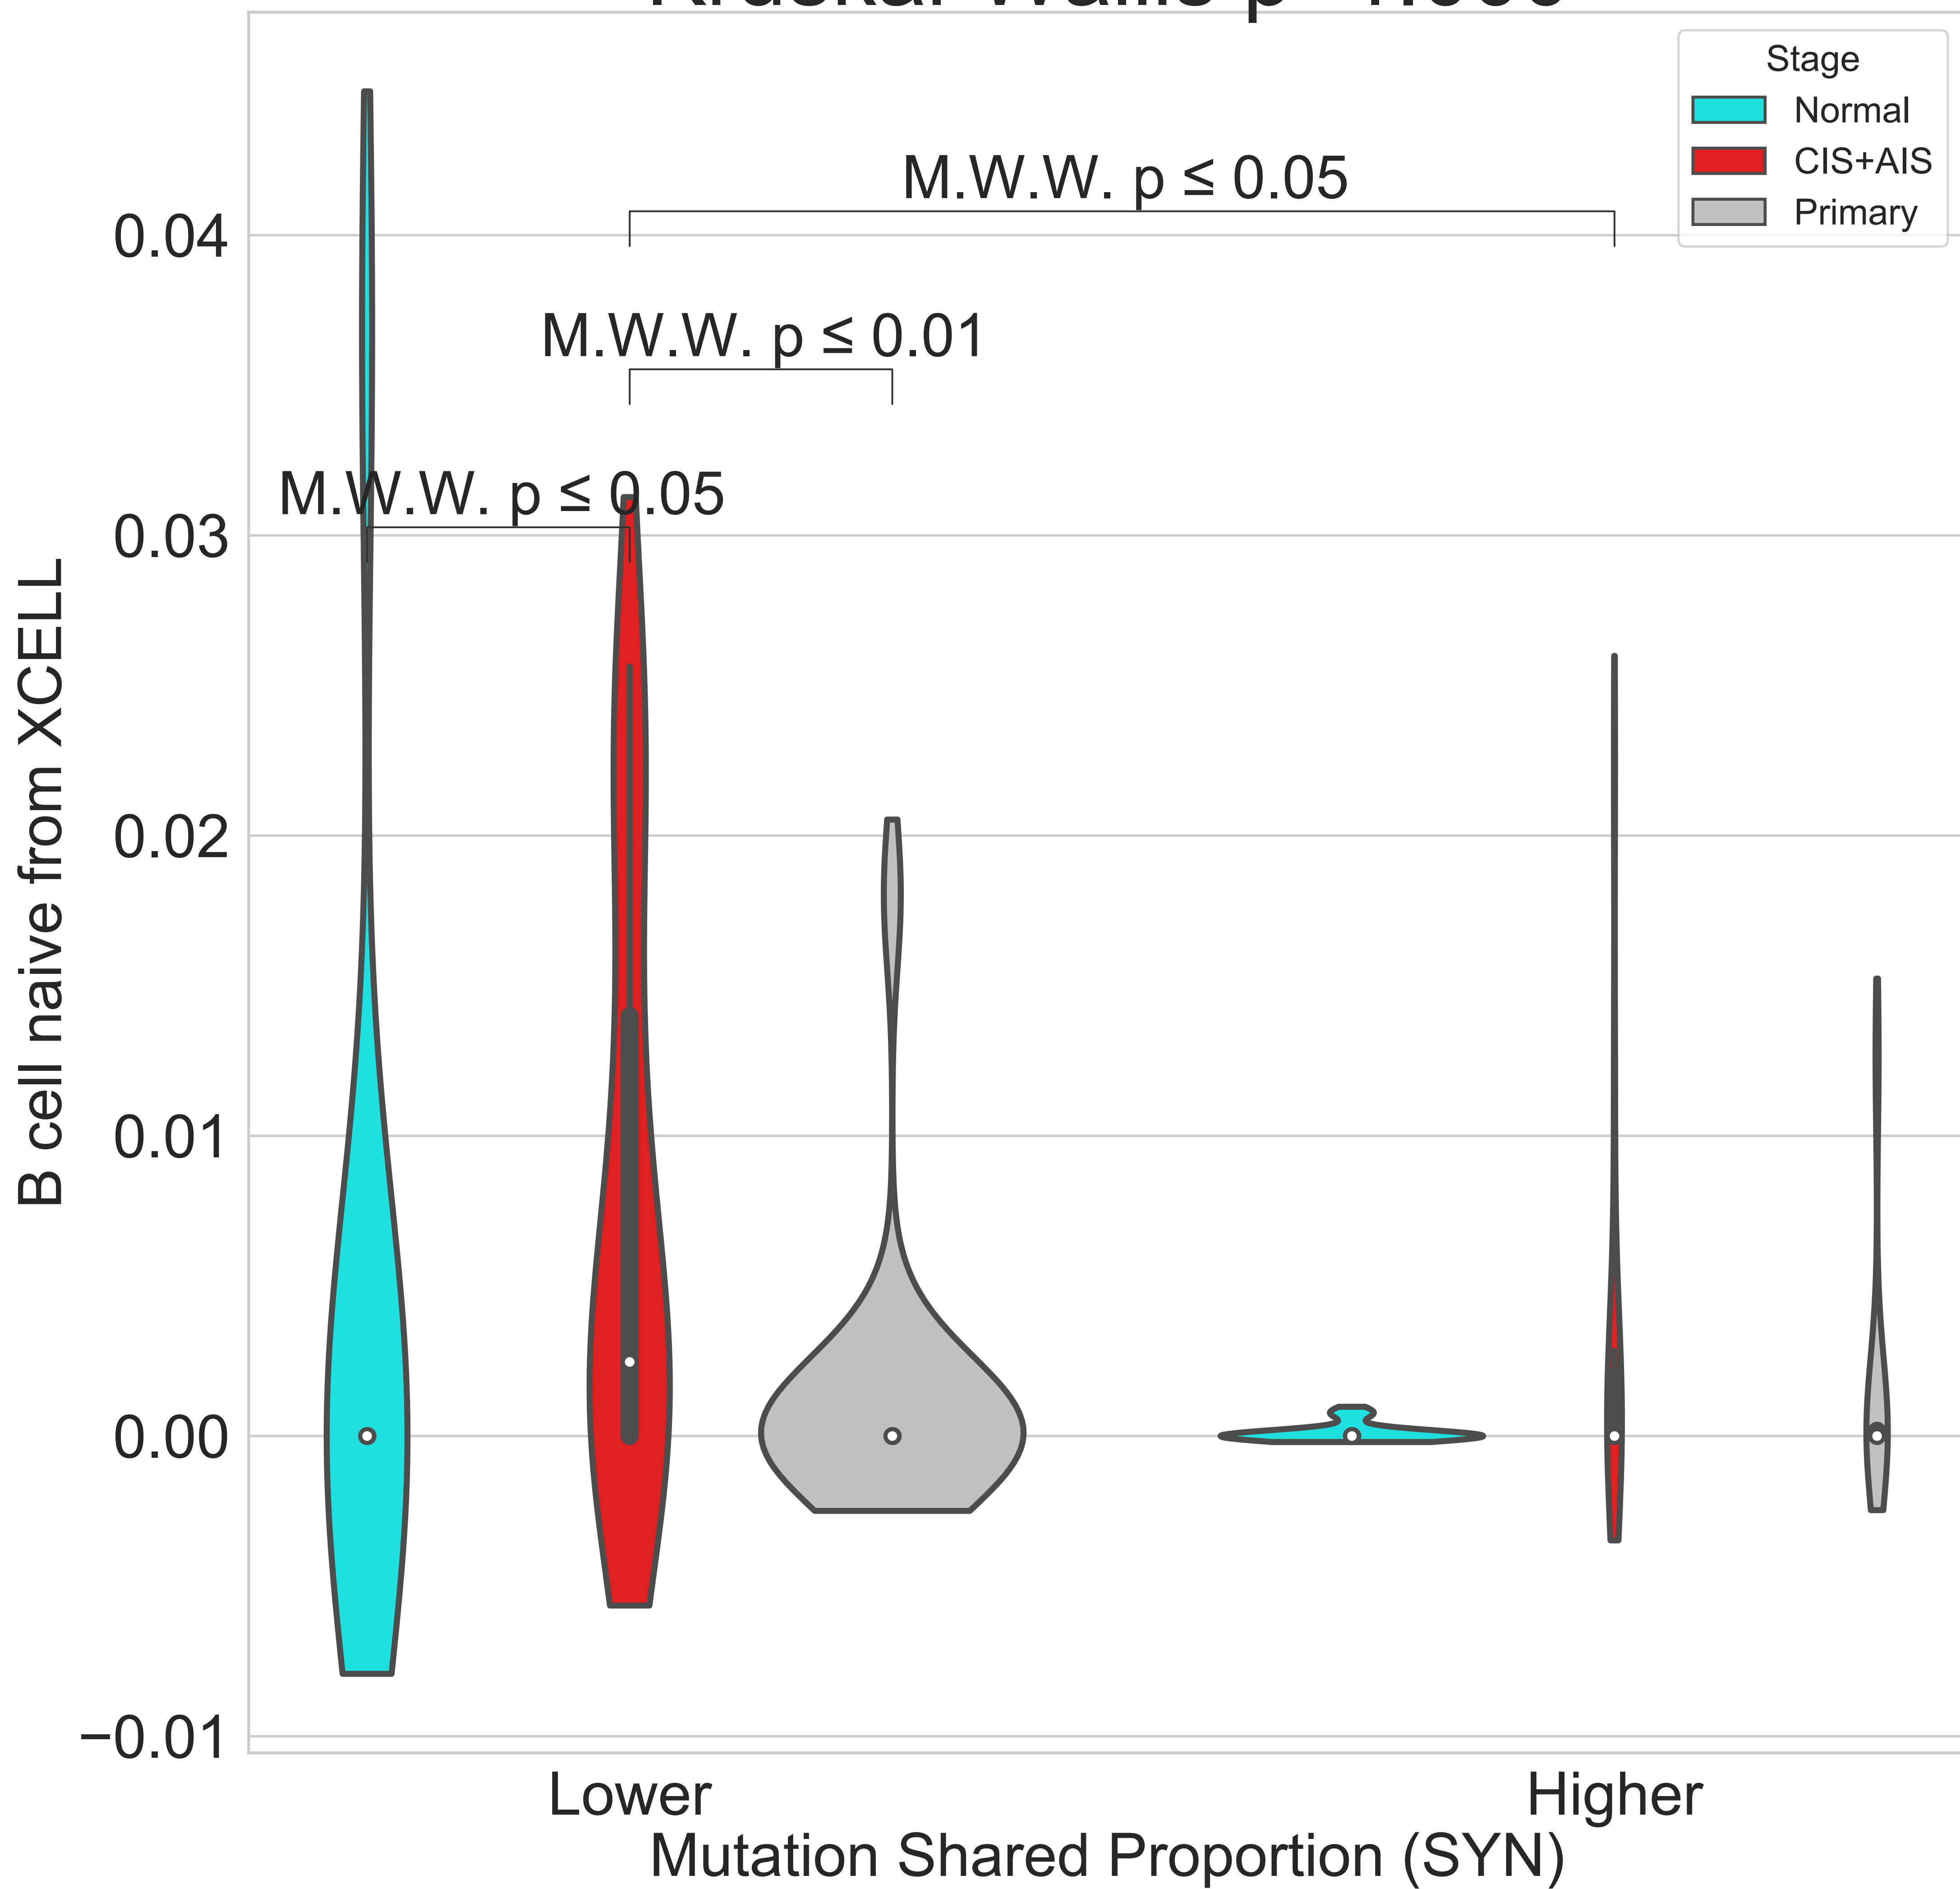 Stage
Normal
CIS+AIS
Primary
M.W.W. p ≤ 0.05
M.W.W. p ≤ 0.01
M.W.W. p ≤ 0.05
0.04
0.03
0.02
0.01
0.00
−0.01
B cell naive from XCELL
Lower
Higher
Mutation Shared Proportion (SYN)